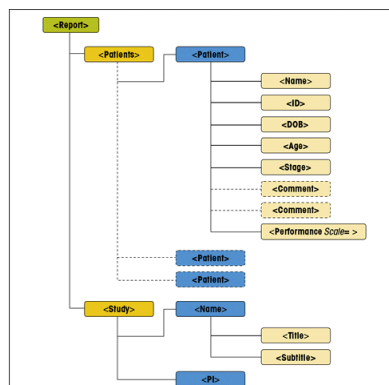 <Report>
<Patients>
<Patient>
<Name>
<ID>
<DOB>
<Age>
<Stage>
<Comment>
<Comment>
<Performance Scale= >
<Patient>
<Patient>
<Study>
<Name>
<Title>
<Subtitle>
<PI>